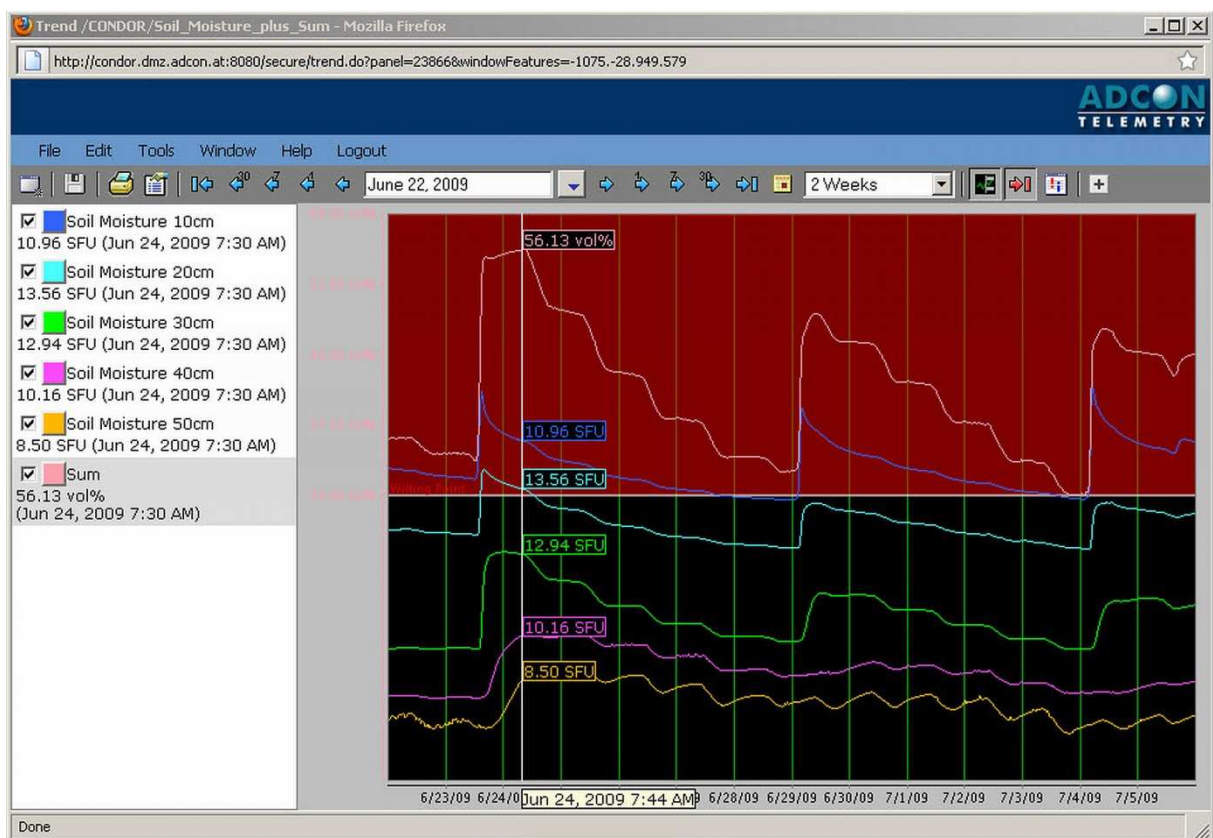 Trend /CONDOR/Soil_Moisture_plus_Sum - Mozilla Firefox
http://condor.dmz.adcon.at:8080/secure/trend.do?panel=23866&windowFeatures=-1075.-28.949.579
ADCON
TELEMETRY
File Edit Tools Window Help Logout
30 7 1 June 22, 2009 1 7 30 2 Weeks
Soil Moisture 10cm
10.96 SFU (Jun 24, 2009 7:30 AM)
Soil Moisture 20cm
13.56 SFU (Jun 24, 2009 7:30 AM)
Soil Moisture 30cm
12.94 SFU (Jun 24, 2009 7:30 AM)
Soil Moisture 40cm
10.16 SFU (Jun 24, 2009 7:30 AM)
Soil Moisture 50cm
8.50 SFU (Jun 24, 2009 7:30 AM)
Sum
56.13 vol%
(Jun 24, 2009 7:30 AM)
56.13 vol%
10.96 SFU
13.56 SFU
Wilting Point
12.94 SFU
10.16 SFU
8.50 SFU
6/23/09 6/24/0 Jun 24, 2009 7:44 AM 6/28/09 6/29/09 6/30/09 7/1/09 7/2/09 7/3/09 7/4/09 7/5/09
Done